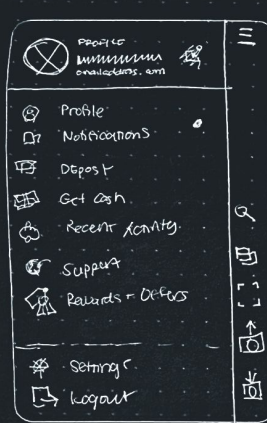 PROFILE
emailaddress.com
Profile
Notifications
Deposit
Get cash
Recent Activity
Support
Rewards + Offers
Settings
Logout